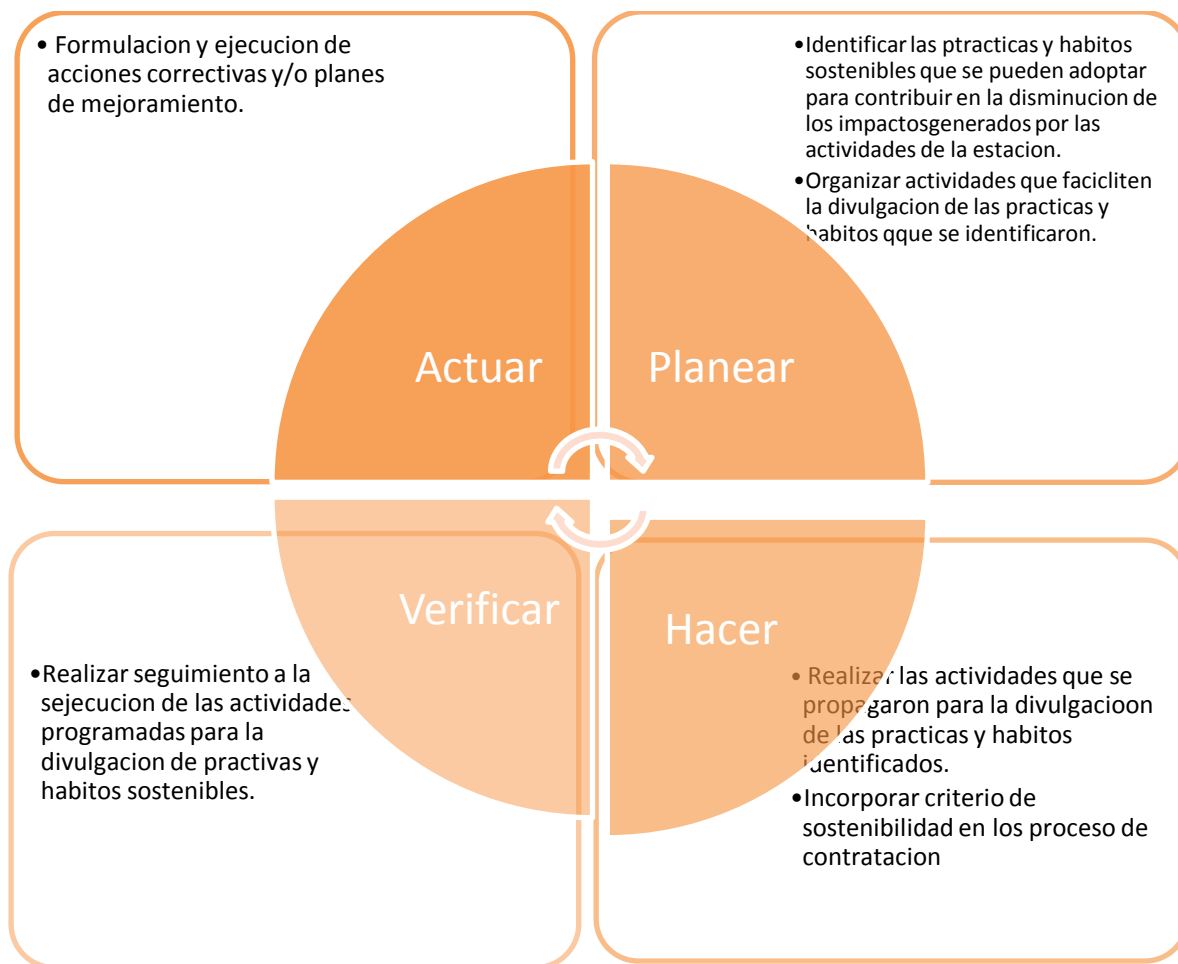 • Formulacion y ejecucion de
acciones correctivas y/o planes
de mejoramiento.
•Identificar las ptracticas y habitos
sostenibles que se pueden adoptar
para contribuir en la disminucion de
los impactosgenerados por las
actividades de la estacion.
•Organizar actividades que facicliten
la divulgacion de las practicas y
habitos qque se identificaron.
Actuar
Planear
Verificar
Hacer
•Realizar seguimiento a la
sejecucion de las actividades
programadas para la
divulgacion de practivas y
habitos sostenibles.
• Realizar las actividades que se
propagaron para la divulgacioon
de las practicas y habitos
identificados.
•Incorporar criterio de
sostenibilidad en los proceso de
contratacion